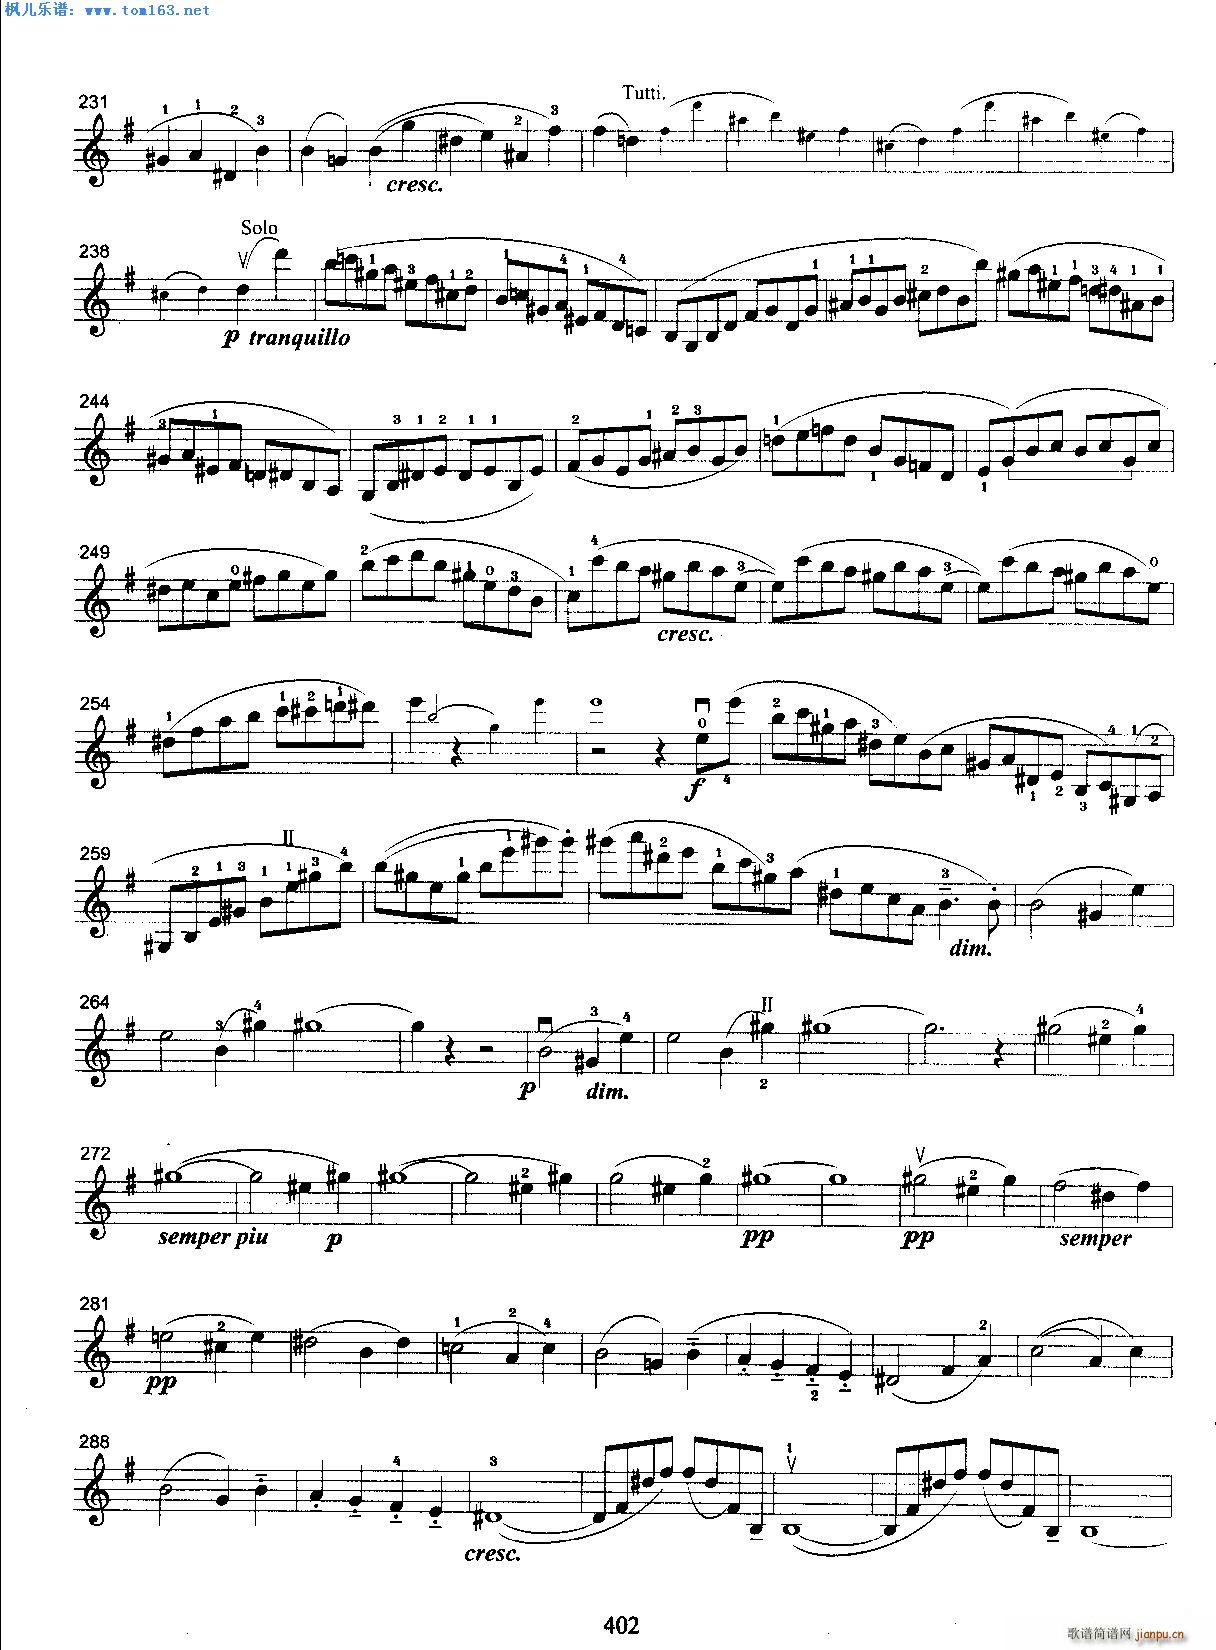 枫儿乐谱：www.tom163.net
231
Tutti.
cresc.
238
Solo
p tranquillo
244
249
cresc.
254
f
259
II
dim.
264
II
p dim.
272
semper piu p pp pp semper
281
pp
288
cresc.
402
歌谱简谱网
jianpu.cn